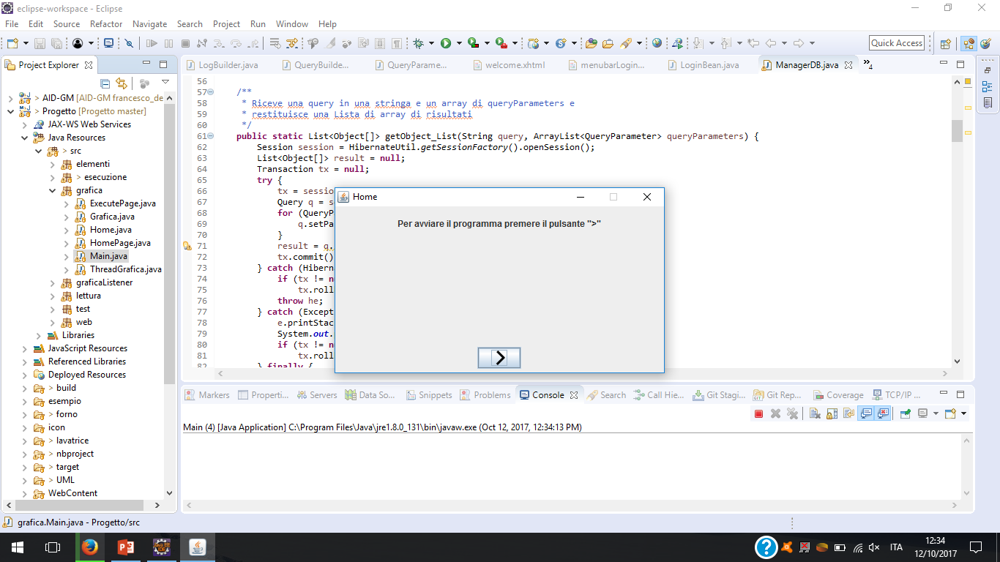 eclipse-workspace - Eclipse
File Edit Source Refactor Navigate Search Project Run Window Help
Quick Access
Project Explorer
> AID-GM [AID-GM francesco_de
> Progetto [Progetto master]
JAX-WS Web Services
Java Resources
> src
elementi
> esecuzione
grafica
ExecutePage.java
Grafica.java
Home.java
HomePage.java
Main.java
ThreadGrafica.java
graficaListener
lettura
test
web
Libraries
JavaScript Resources
Referenced Libraries
Deployed Resources
> build
esempio
> forno
icon
> lavatrice
> nbproject
> target
> UML
WebContent
LogBuilder.java QueryBuilde... QueryParame... welcome.xhtml menubarLogin... LoginBean.java ManagerDB.java »4
56
57 /**
58 * Riceve una query in una stringa e un array di queryParameters e
59 * restituisce una Lista di array di risultati
60 */
61 public static List<Object[]> getObject_List(String query, ArrayList<QueryParameter> queryParameters) {
62 Session session = HibernateUtil.getSessionFactory().openSession();
63 List<Object[]> result = null;
64 Transaction tx = null;
65 try {
66 tx = sessio
67 Query q = s
68 for (QueryP
69 q.setPa
70 }
71 result = q.
72 tx.commit()
73 } catch (Hibern
74 if (tx != nu
75 tx.roll
76 throw he;
77 } catch (Except
78 e.printStac
79 System.out.
80 if (tx != nu
81 tx.roll
82 } finally {
Home
Per avviare il programma premere il pulsante ">"
Markers Properti... Servers Data So... Snippets Problems Console Search Call Hie... Git Stagi... Git Rep... Coverage TCP/IP ...
Main (4) [Java Application] C:\Program Files\Java\jre1.8.0_131\bin\javaw.exe (Oct 12, 2017, 12:34:13 PM)
grafica.Main.java - Progetto/src
ITA
12:34
12/10/2017